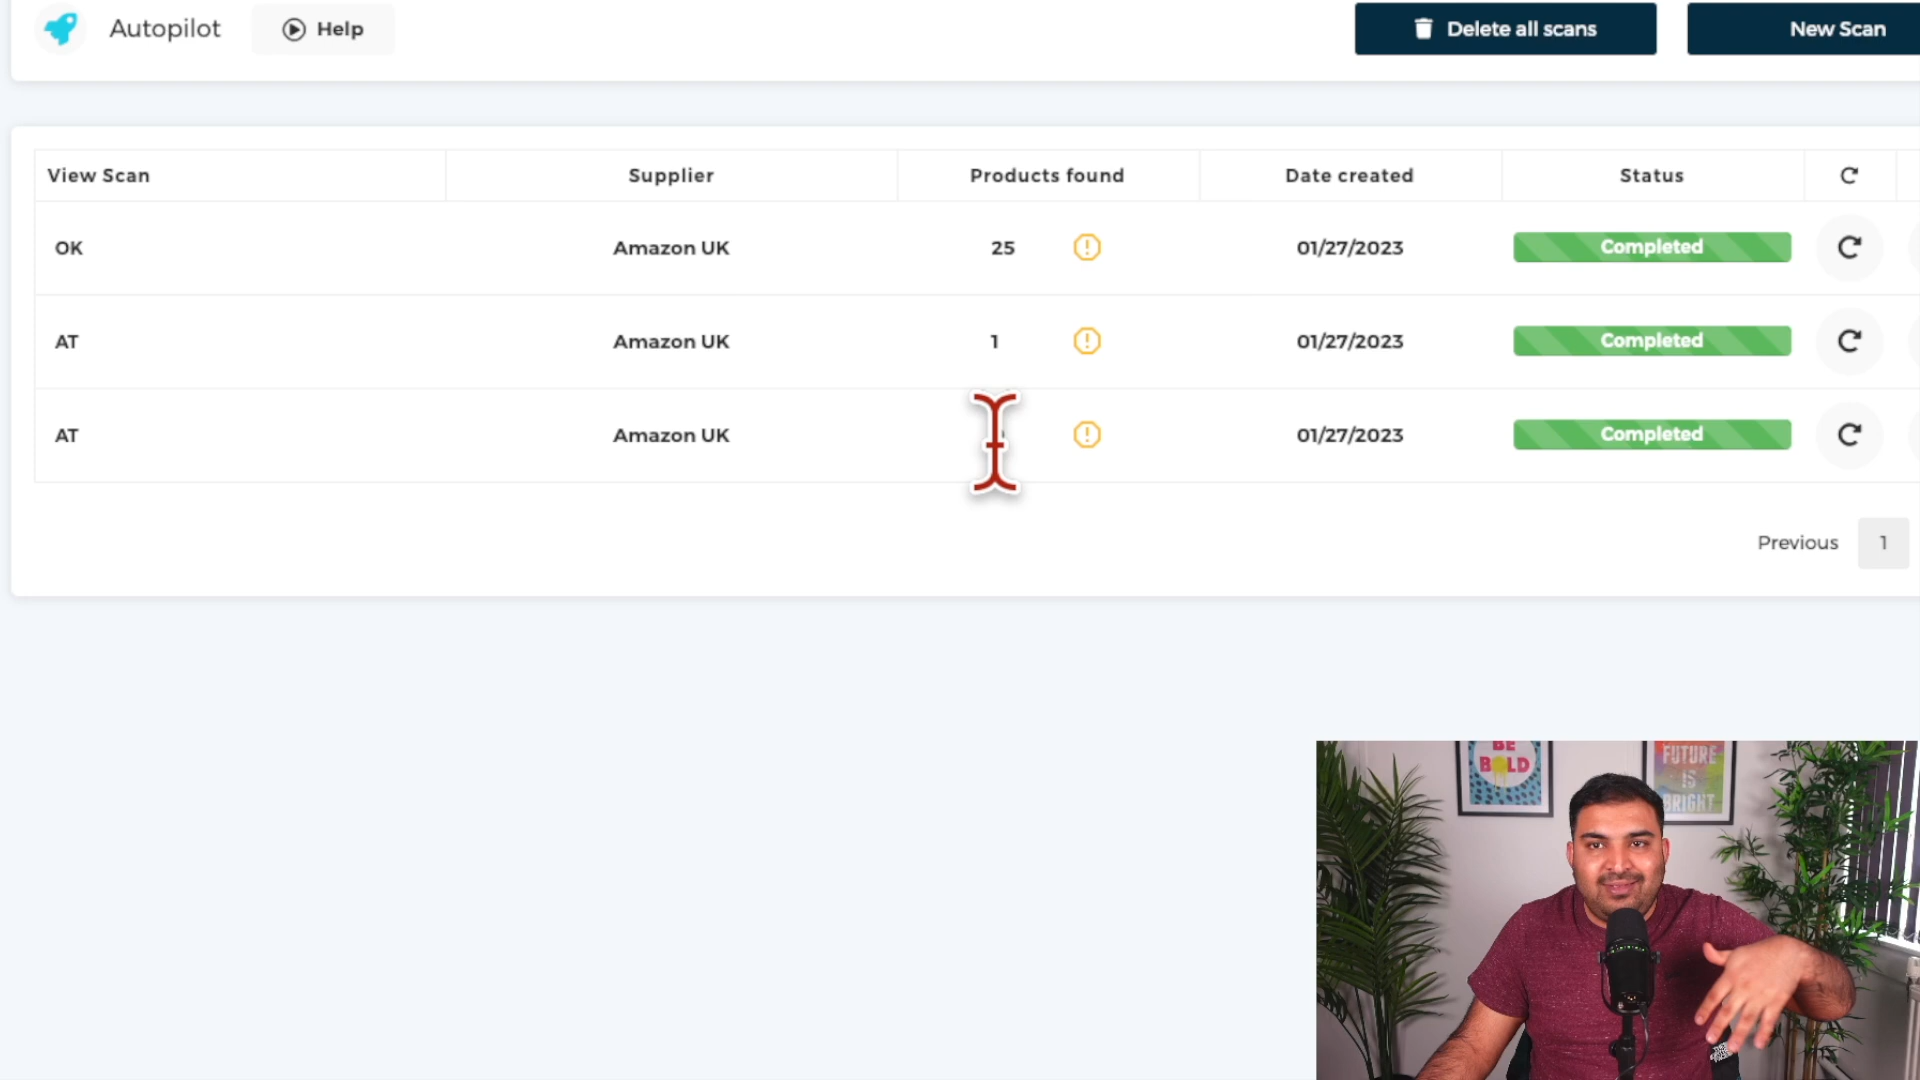 Autopilot
Help
Delete all scans
New Scan
View Scan
Supplier
Products found
Date created
Status
OK
Amazon UK
25
01/27/2023
Completed
AT
Amazon UK
1
01/27/2023
Completed
AT
Amazon UK
01/27/2023
Completed
Previous
1
BE
BOLD
FUTURE
IS
BRIGHT